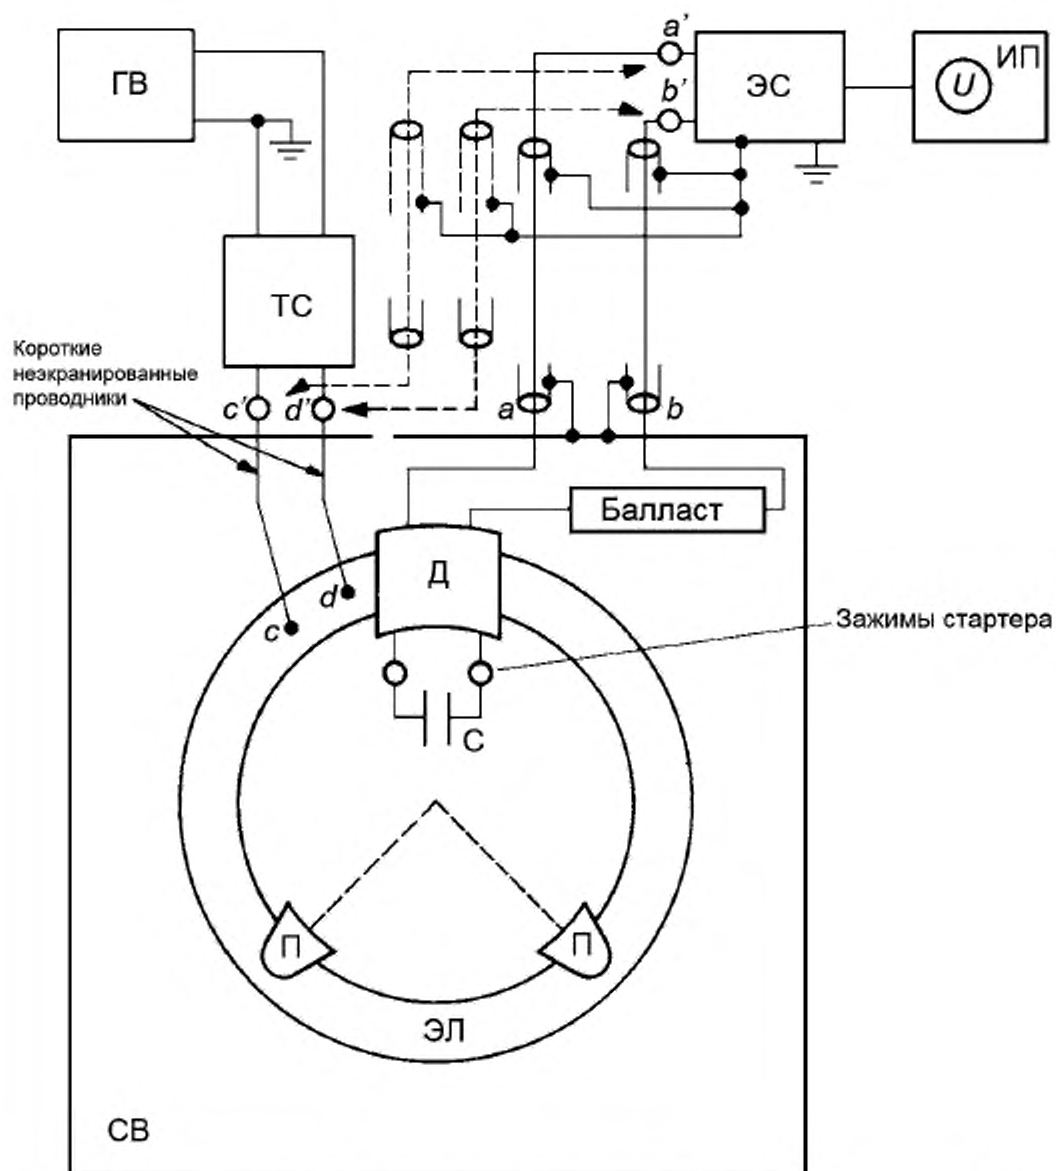 a'
ГВ
ЭС
U
ИП
b'
ТС
Короткие
неэкранированные
проводники
c'
d'
a
b
Балласт
Д
d
c
Зажимы стартера
С
П
П
ЭЛ
СВ